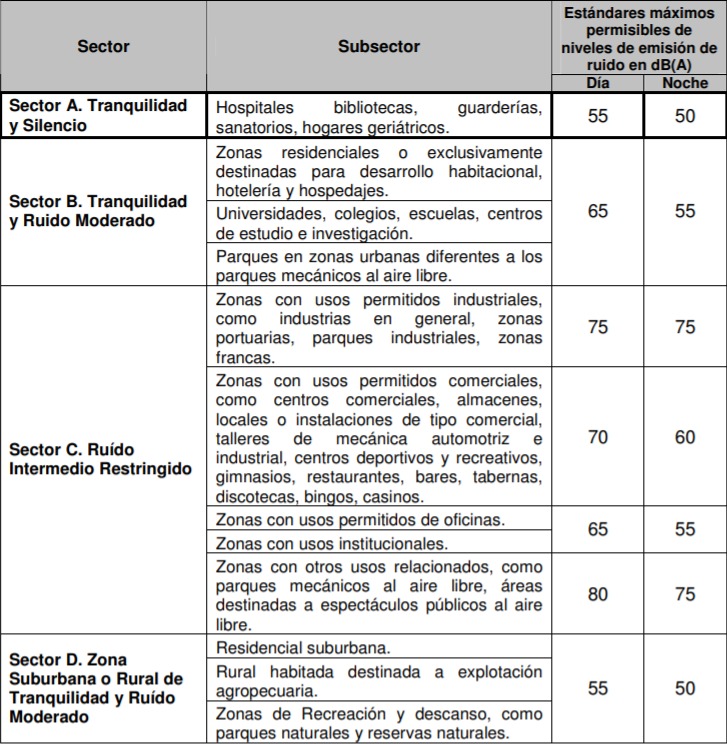 Sector
Subsector
Estándares máximos
permisibles de
niveles de emisión de
ruido en dB(A)
Día
Noche
Sector A. Tranquilidad
y Silencio
Hospitales bibliotecas, guarderías,
sanatorios, hogares geriátricos.
55
50
Sector B. Tranquilidad
y Ruido Moderado
Zonas residenciales o exclusivamente
destinadas para desarrollo habitacional,
hotelería y hospedajes.
Universidades, colegios, escuelas, centros
de estudio e investigación.
Parques en zonas urbanas diferentes a los
parques mecánicos al aire libre.
65
55
Sector C. Ruído
Intermedio Restringido
Zonas con usos permitidos industriales,
como industrias en general, zonas
portuarias, parques industriales, zonas
francas.
75
75
Zonas con usos permitidos comerciales,
como centros comerciales, almacenes,
locales o instalaciones de tipo comercial,
talleres de mecánica automotriz e
industrial, centros deportivos y recreativos,
gimnasios, restaurantes, bares, tabernas,
discotecas, bingos, casinos.
70
60
Zonas con usos permitidos de oficinas.
Zonas con usos institucionales.
65
55
Zonas con otros usos relacionados, como
parques mecánicos al aire libre, áreas
destinadas a espectáculos públicos al aire
libre.
80
75
Sector D. Zona
Suburbana o Rural de
Tranquilidad y Ruído
Moderado
Residencial suburbana.
Rural habitada destinada a explotación
agropecuaria.
Zonas de Recreación y descanso, como
parques naturales y reservas naturales.
55
50